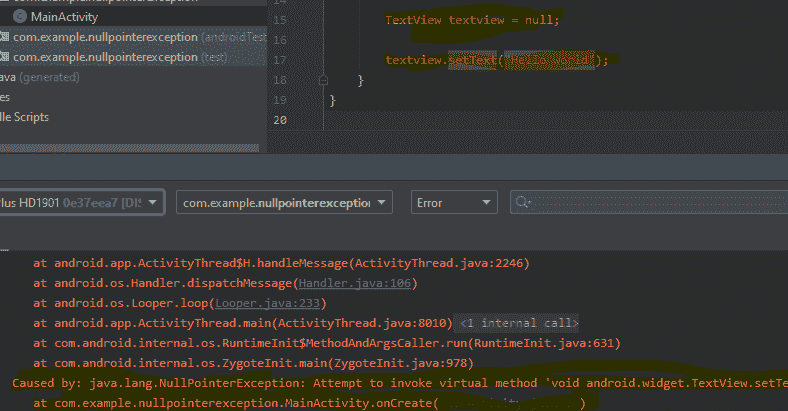 MainActivity
com.example.nullpointerexception (androidTest
com.example.nullpointerexception (test)
ava (generated)
es
lle Scripts
14
15 TextView textview = null;
16
17 textview.setText("Hello world");
18 }
19 }
20
lus HD1901 0e37eea7 [DIS
com.example.nullpointerexception
Error
at android.app.ActivityThread$H.handleMessage(ActivityThread.java:2246)
at android.os.Handler.dispatchMessage(Handler.java:106)
at android.os.Looper.loop(Looper.java:233)
at android.app.ActivityThread.main(ActivityThread.java:8010) <1 internal call>
at com.android.internal.os.RuntimeInit$MethodAndArgsCaller.run(RuntimeInit.java:631)
at com.android.internal.os.ZygoteInit.main(ZygoteInit.java:978)
Caused by: java.lang.NullPointerException: Attempt to invoke virtual method 'void android.widget.TextView.setTe
at com.example.nullpointerexception.MainActivity.onCreate( )